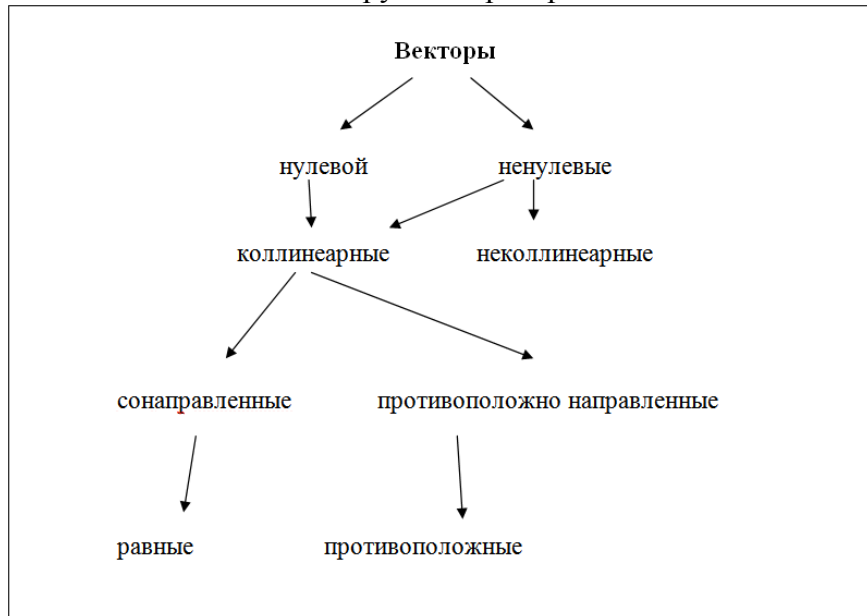 Векторы
нулевой ненулевые
коллинеарные неколлинеарные
сонаправленные противоположно направленные
равные противоположные